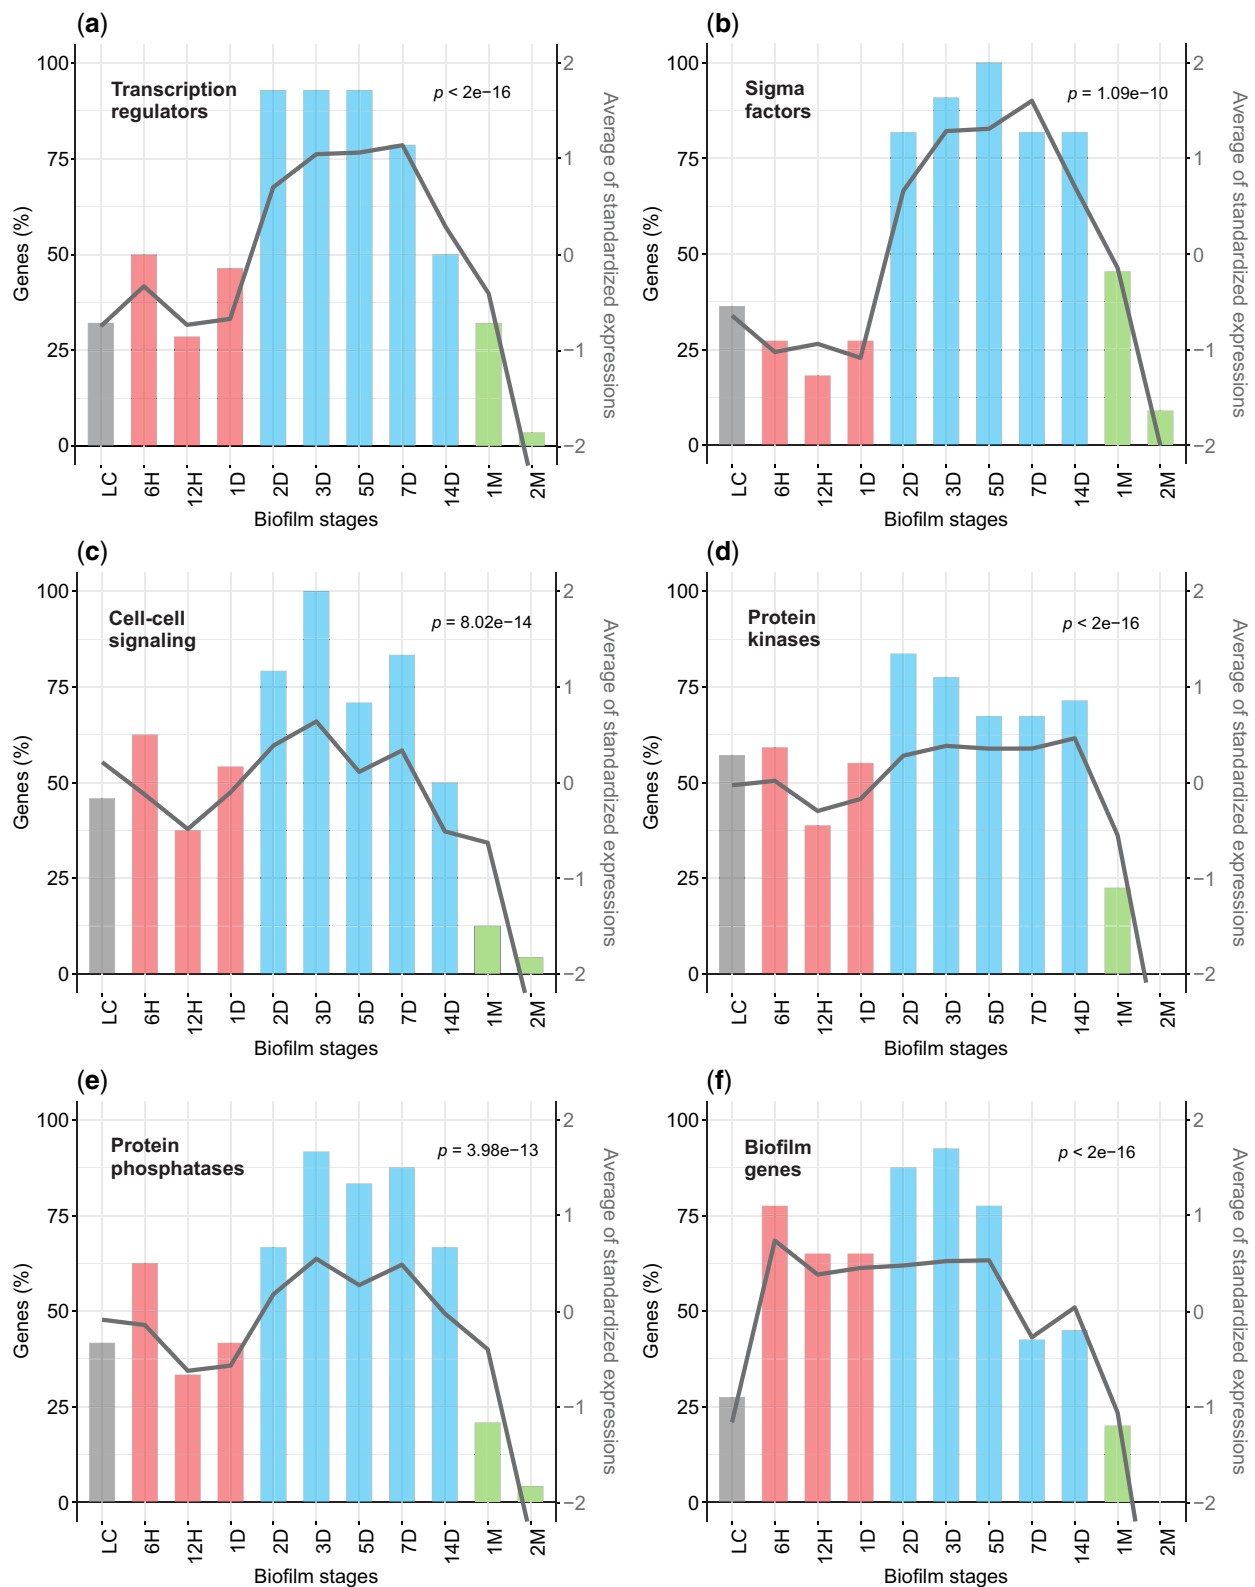 (a)
Transcription
regulators
p < 2e−16
100
75
50
25
0
Genes (%)
2
1
0
−1
−2
Average of standardized expressions
LC
6H
12H
1D
2D
3D
5D
7D
14D
1M
2M
Biofilm stages
(b)
Sigma
factors
p = 1.09e−10
100
75
50
25
0
Genes (%)
2
1
0
−1
−2
Average of standardized expressions
LC
6H
12H
1D
2D
3D
5D
7D
14D
1M
2M
Biofilm stages
(c)
Cell-cell
signaling
p = 8.02e−14
100
75
50
25
0
Genes (%)
2
1
0
−1
−2
Average of standardized expressions
LC
6H
12H
1D
2D
3D
5D
7D
14D
1M
2M
Biofilm stages
(d)
Protein
kinases
p < 2e−16
100
75
50
25
0
Genes (%)
2
1
0
−1
−2
Average of standardized expressions
LC
6H
12H
1D
2D
3D
5D
7D
14D
1M
2M
Biofilm stages
(e)
Protein
phosphatases
p = 3.98e−13
100
75
50
25
0
Genes (%)
2
1
0
−1
−2
Average of standardized expressions
LC
6H
12H
1D
2D
3D
5D
7D
14D
1M
2M
Biofilm stages
(f)
Biofilm
genes
p < 2e−16
100
75
50
25
0
Genes (%)
2
1
0
−1
−2
Average of standardized expressions
LC
6H
12H
1D
2D
3D
5D
7D
14D
1M
2M
Biofilm stages